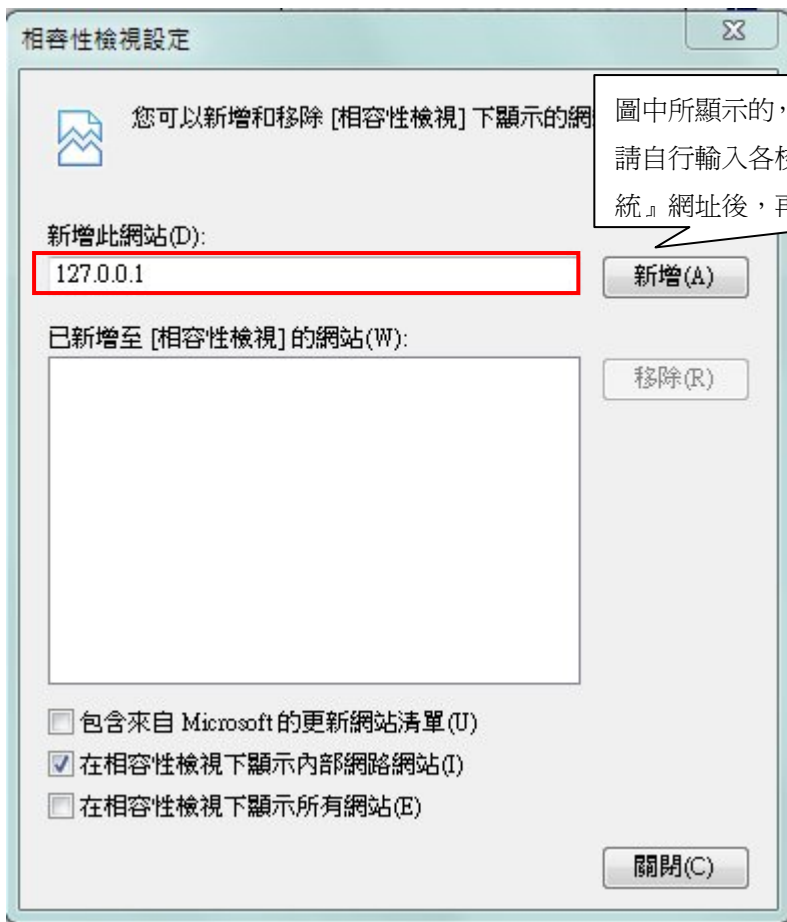 相容性檢視設定
您可以新增和移除 [相容性檢視] 下顯示的網
圖中所顯示的，
請自行輸入各校
統』網址後，再
新增此網站(D):
127.0.0.1
新增(A)
已新增至 [相容性檢視] 的網站(W):
移除(R)
包含來自 Microsoft 的更新網站清單(U)
在相容性檢視下顯示內部網路網站(I)
在相容性檢視下顯示所有網站(E)
關閉(C)